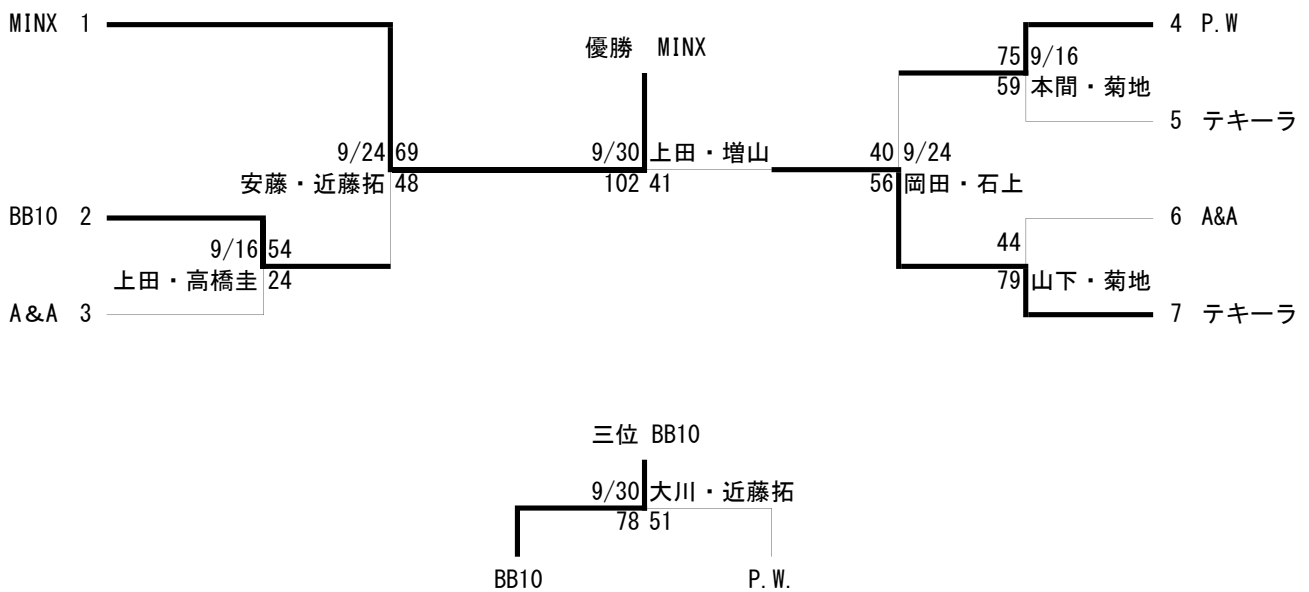 MINX 1
優勝 MINX
4 P.W
75 9/16
59 本間・菊地
5 テキーラ
9/24 69
安藤・近藤拓 48
9/30 上田・増山
102 41
40 9/24
56 岡田・石上
BB10 2
6 A&A
9/16 54
上田・高橋圭 24
44
79 山下・菊地
A＆A 3
7 テキーラ
三位 BB10
9/30 大川・近藤拓
78 51
BB10 P.W.